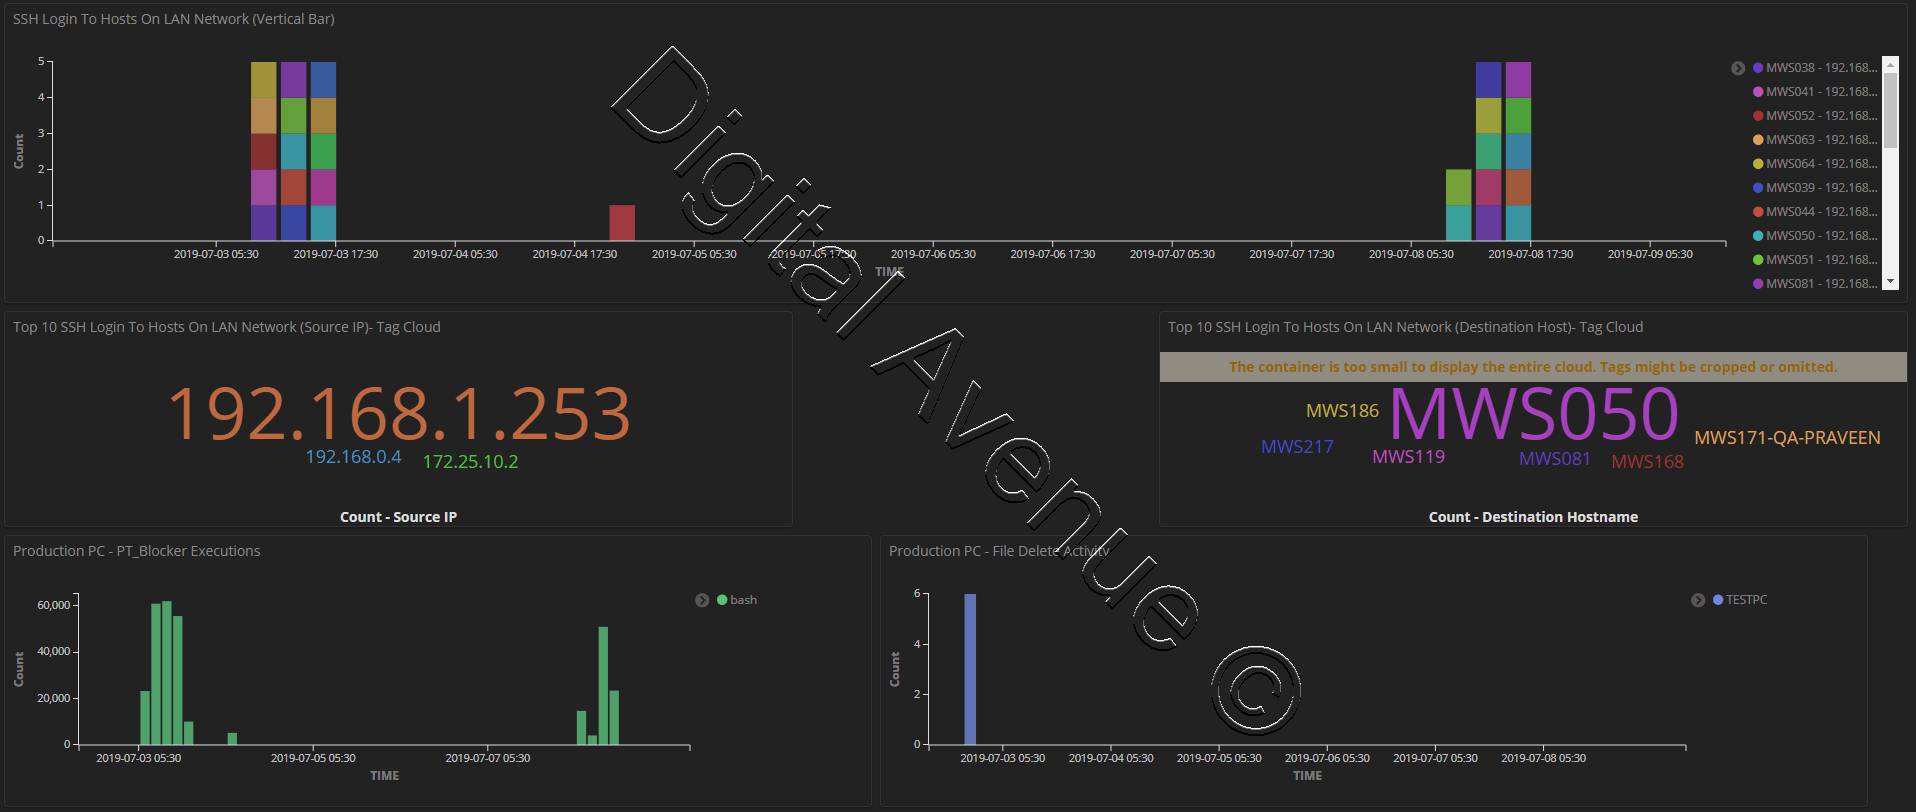 SSH Login To Hosts On LAN Network (Vertical Bar)
Count
5
4
3
2
1
0
2019-07-03 05:30 2019-07-03 17:30 2019-07-04 05:30 2019-07-04 17:30 2019-07-05 05:30 2019-07-05 17:30 2019-07-06 05:30 2019-07-06 17:30 2019-07-07 05:30 2019-07-07 17:30 2019-07-08 05:30 2019-07-08 17:30 2019-07-09 05:30
TIME
MWS038 - 192.168...
MWS041 - 192.168...
MWS052 - 192.168...
MWS063 - 192.168...
MWS064 - 192.168...
MWS039 - 192.168...
MWS044 - 192.168...
MWS050 - 192.168...
MWS051 - 192.168...
MWS081 - 192.168...
Digital Avenue ©
Top 10 SSH Login To Hosts On LAN Network (Source IP)- Tag Cloud
192.168.1.253
192.168.0.4 172.25.10.2
Count - Source IP
Top 10 SSH Login To Hosts On LAN Network (Destination Host)- Tag Cloud
The container is too small to display the entire cloud. Tags might be cropped or omitted.
MWS186 MWS050
MWS217 MWS171-QA-PRAVEEN
MWS119 MWS081 MWS168
Count - Destination Hostname
Production PC - PT_Blocker Executions
Count
60,000
40,000
20,000
0
2019-07-03 05:30 2019-07-05 05:30 2019-07-07 05:30
TIME
bash
Production PC - File Delete Activity
Count
6
4
2
0
2019-07-03 05:30 2019-07-04 05:30 2019-07-05 05:30 2019-07-06 05:30 2019-07-07 05:30 2019-07-08 05:30
TIME
TESTPC